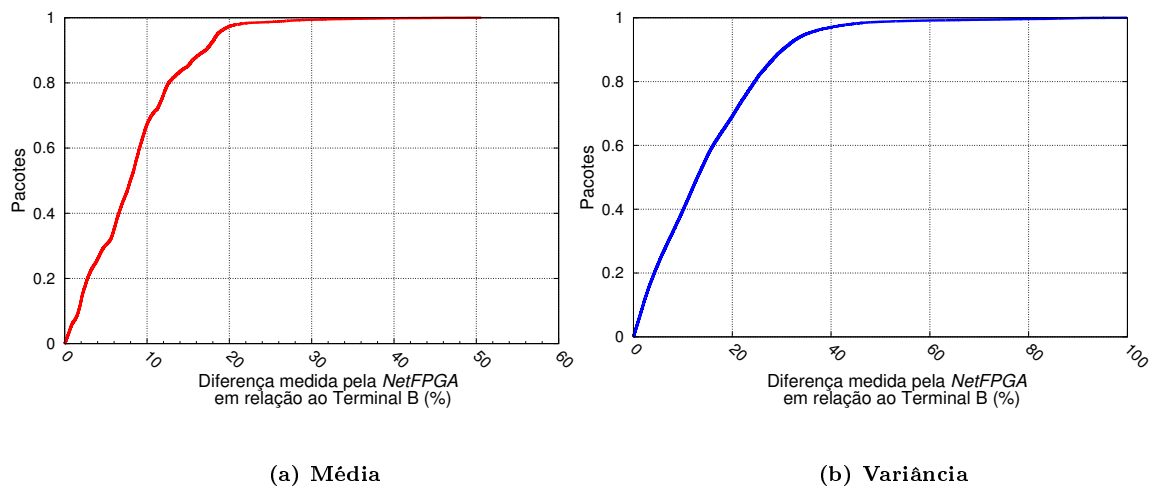 1
0.8
0.6
0.4
0.2
0
Pacotes
0 10 20 30 40 50 60
Diferença medida pela NetFPGA
em relação ao Terminal B (%)
(a) Média
1
0.8
0.6
0.4
0.2
0
Pacotes
0 20 40 60 80 100
Diferença medida pela NetFPGA
em relação ao Terminal B (%)
(b) Variância